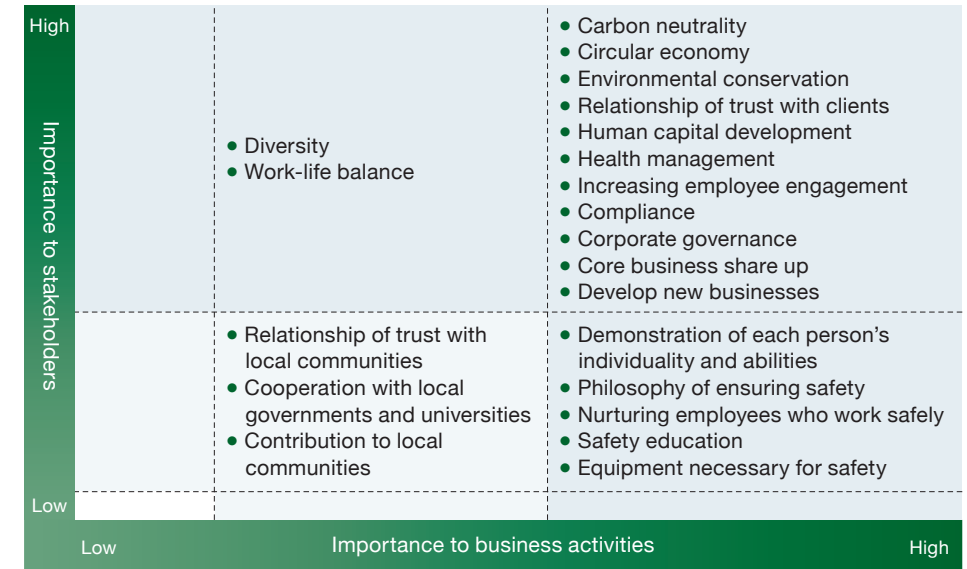 High
Importance to stakeholders
Low
• Diversity
• Work-life balance
• Carbon neutrality
• Circular economy
• Environmental conservation
• Relationship of trust with clients
• Human capital development
• Health management
• Increasing employee engagement
• Compliance
• Corporate governance
• Core business share up
• Develop new businesses
• Relationship of trust with
local communities
• Cooperation with local
governments and universities
• Contribution to local
communities
• Demonstration of each person’s
individuality and abilities
• Philosophy of ensuring safety
• Nurturing employees who work safely
• Safety education
• Equipment necessary for safety
Low
Importance to business activities
High